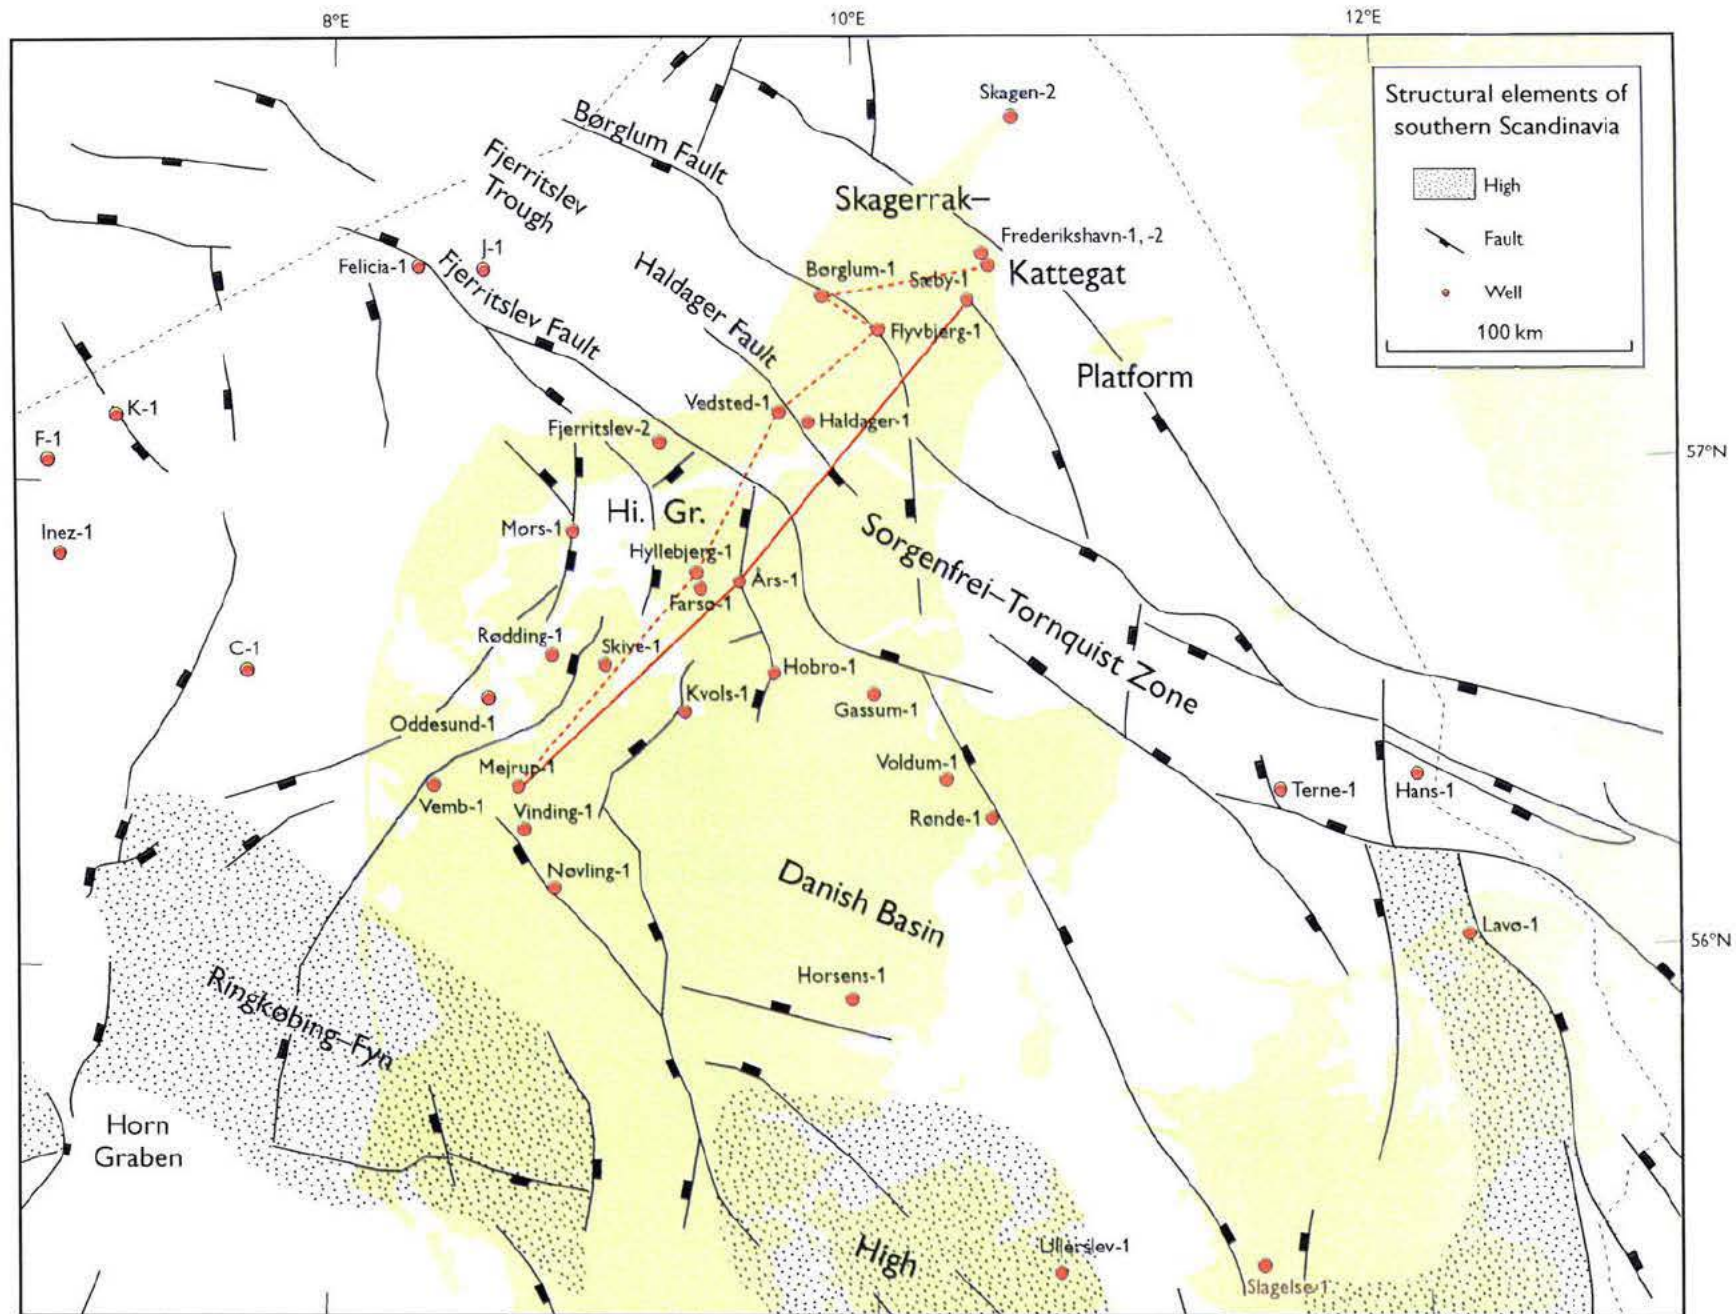 8°E
10°E
12°E
Structural elements of
southern Scandinavia
High
Fault
Well
100 km
Skagen-2
Børglum Fault
Fjerritslev
Trough
Skagerrak–
Frederikshavn-1, -2
Kattegat
Børglum-1
Sæby-1
Felicia-1
J-1
Fjerritslev Fault
Haldager Fault
Flyvbjerg-1
Platform
K-1
Vedsted-1
Haldager-1
Fjerritslev-2
F-1
57°N
Hi. Gr.
Inez-1
Mors-1
Sorgenfrei–Tornquist Zone
Hyllebjerg-1
Års-1
Farsø-1
Rødding-1
Skive-1
C-1
Hobro-1
Kvols-1
Gassum-1
Oddesund-1
Mejrup-1
Voldum-1
Vemb-1
Vinding-1
Terne-1
Hans-1
Rønde-1
Nøvling-1
Danish Basin
Lavø-1
56°N
Horsens-1
Ringkøbing–Fyn
Horn
Graben
High
Ullerslev-1
Slagelse-1